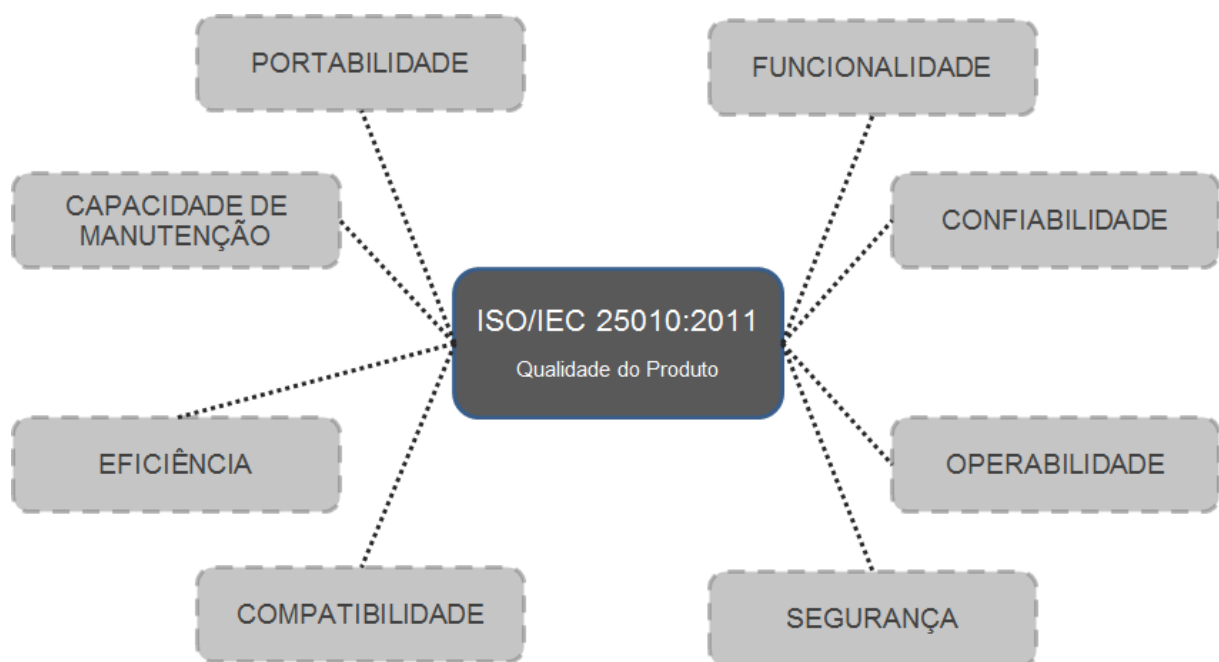 PORTABILIDADE
FUNCIONALIDADE
CAPACIDADE DE
MANUTENÇÃO
CONFIABILIDADE
ISO/IEC 25010:2011
Qualidade do Produto
EFICIÊNCIA
OPERABILIDADE
COMPATIBILIDADE
SEGURANÇA